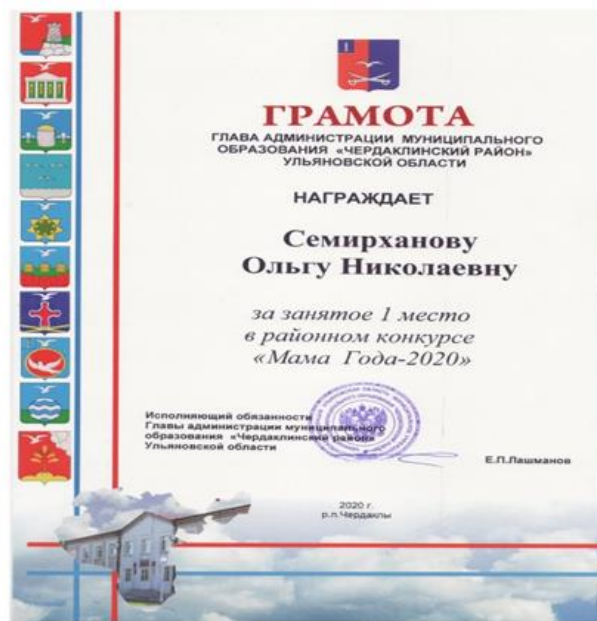 ГРАМОТА
ГЛАВА АДМИНИСТРАЦИИ МУНИЦИПАЛЬНОГО
ОБРАЗОВАНИЯ «ЧЕРДАКЛИНСКИЙ РАЙОН»
УЛЬЯНОВСКОЙ ОБЛАСТИ
НАГРАЖДАЕТ
Семирханову
Ольгу Николаевну
за занятое 1 место
в районном конкурсе
«Мама Года-2020»
Исполняющий обязанности
Главы администрации муниципального
образования «Чердаклинский район»
Ульяновской области
Е.П.Лашманов
2020 г.
р.п.Чердаклы